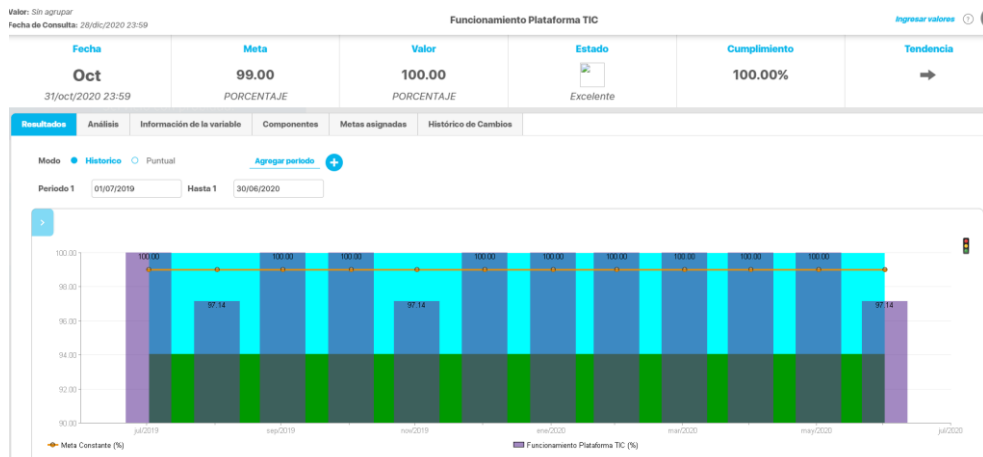 Valor: Sin agrupar
Fecha de Consulta: 28/dic/2020 23:59
Funcionamiento Plataforma TIC
Ingresar valores ?
Fecha Meta Valor Estado Cumplimiento Tendencia
Oct 99.00 100.00 100.00%
31/oct/2020 23:59 PORCENTAJE PORCENTAJE Excelente
Resultados Análisis Información de la variable Componentes Metas asignadas Histórico de Cambios
Modo Historico Puntual Agregar periodo +
Periodo 1 01/07/2019 Hasta 1 30/06/2020
>
100.00 100.00 100.00 100.00 100.00 100.00 100.00 100.00 100.00 100.00
98.00
97.14 97.14 97.14
96.00
94.00
92.00
90.00
jul/2019 sep/2019 nov/2019 ene/2020 mar/2020 may/2020 jul/2020
Meta Constante (%) Funcionamiento Plataforma TIC (%)